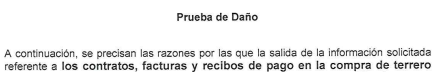 Prueba de Daño
A continuación, se precisan las razones por las que la salida de la información solicitada
referente a los contratos, facturas y recibos de pago en la compra de terrero